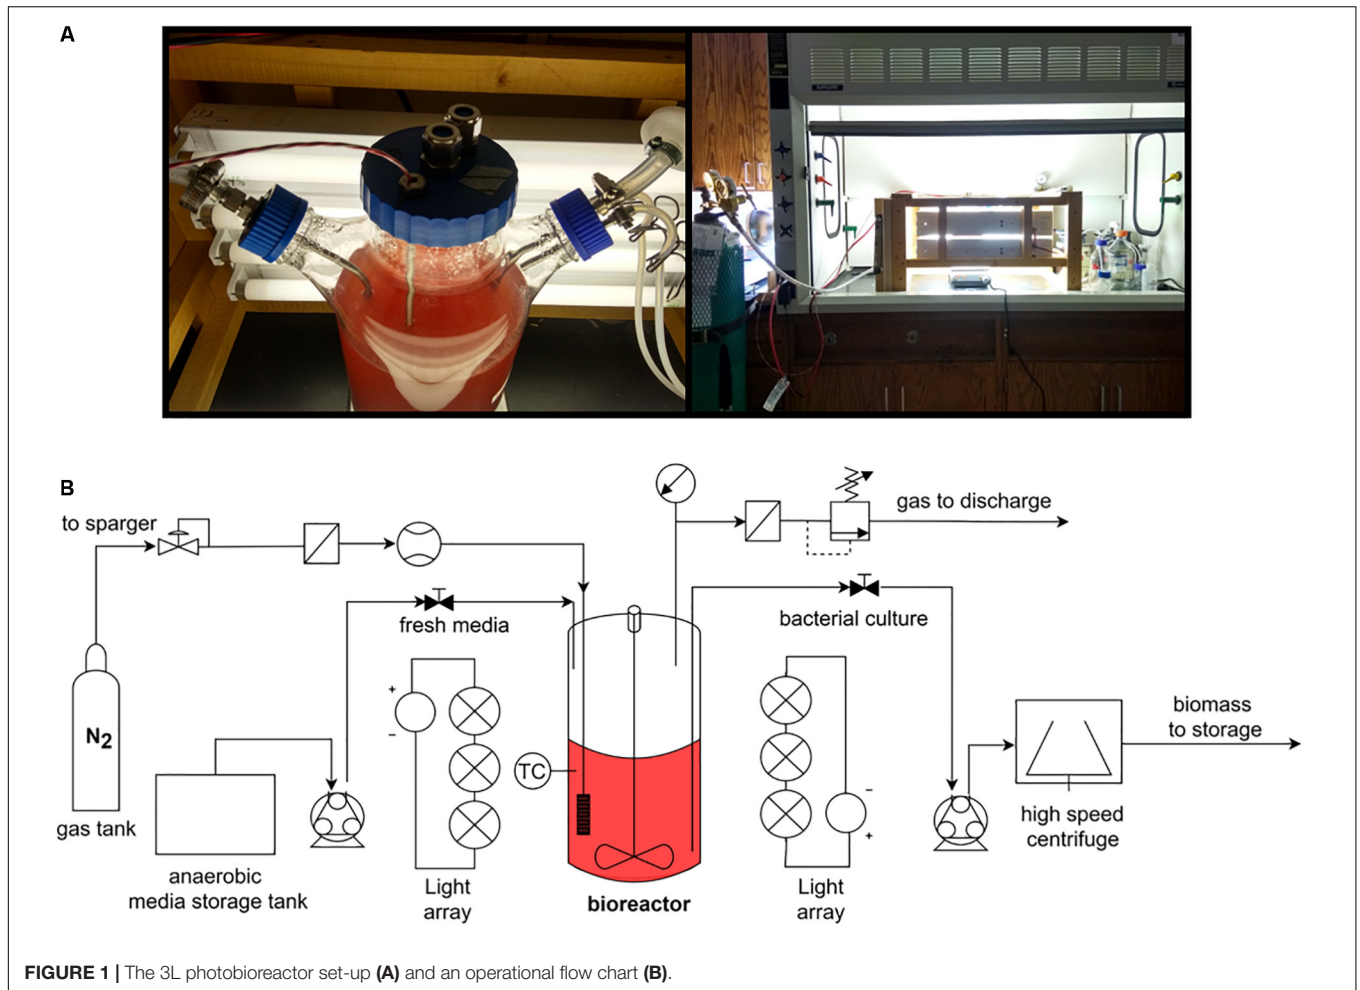 A
B
to sparger
gas to discharge
fresh media
bacterial culture
N2
gas tank
anaerobic
media storage tank
+
−
TC
Light
array
bioreactor
−
+
Light
array
high speed
centrifuge
biomass
to storage
FIGURE 1 | The 3L photobioreactor set-up (A) and an operational flow chart (B).